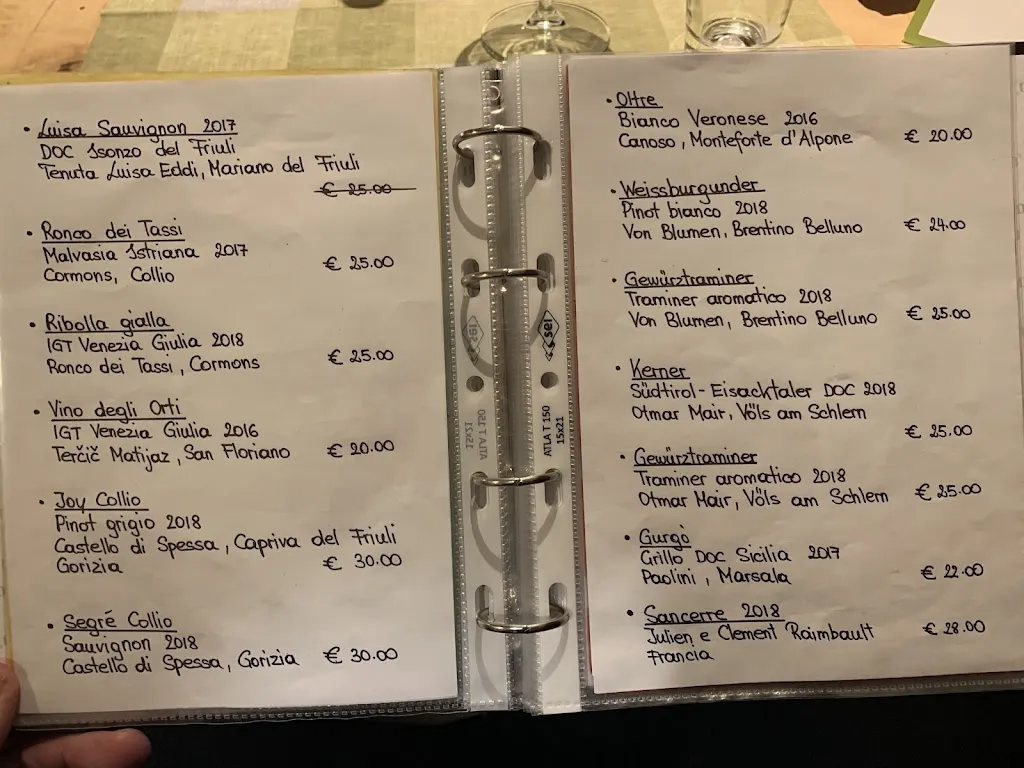 • Luisa Sauvignon 2017
DOC Isonzo del Friuli
Tenuta Luisa Eddi, Mariano del Friuli
€ 25.00
• Ronco dei Tassi
Malvasia Istriana 2017
Cormons, Collio € 25.00
• Ribolla gialla
IGT Venezia Giulia 2018
Ronco dei Tassi, Cormons € 25.00
• Vino degli Orti
IGT Venezia Giulia 2016
Terčič Matijaz, San Floriano € 20.00
• Joy Collio
Pinot grigio 2018
Castello di Spessa, Capriva del Friuli
Gorizia € 30.00
• Segré Collio
Sauvignon 2018
Castello di Spessa, Gorizia € 30.00
sei
ATLA T 150
15x21
• Oltre
Bianco Veronese 2016
Canoso, Monteforte d'Alpone € 20.00
• Weissburgunder
Pinot bianco 2018
Von Blumen, Brentino Belluno € 24.00
• Gewürztraminer
Traminer aromatico 2018
Von Blumen, Brentino Belluno € 25.00
• Kerner
Südtirol-Eisacktaler DOC 2018
Otmar Mair, Völs am Schlern
€ 25.00
• Gewürztraminer
Traminer aromatico 2018
Otmar Mair, Völs am Schlern € 25.00
• Gurgò
Grillo DOC Sicilia 2017
Paolini, Marsala € 22.00
• Sancerre 2018
Julien e Clement Raimbault € 28.00
Francia